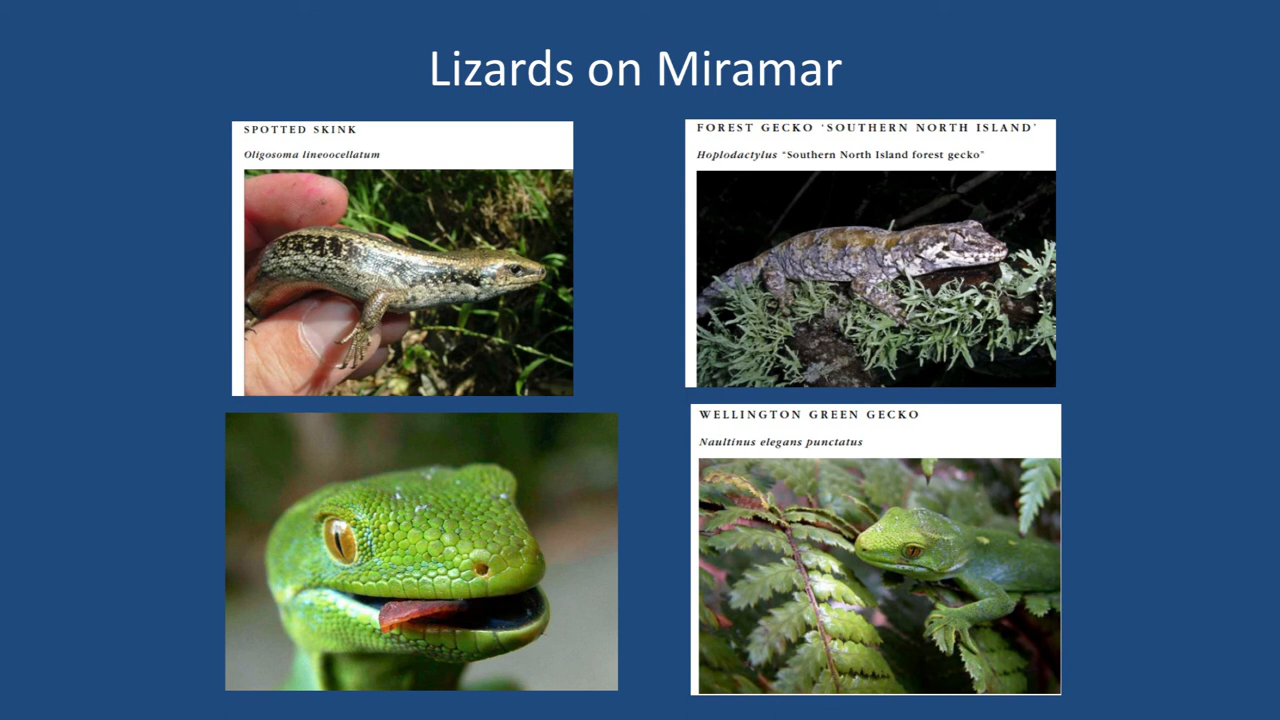 Lizards on Miramar
SPOTTED SKINK
Oligosoma lineoocellatum
FOREST GECKO ‘SOUTHERN NORTH ISLAND’
Hoplodactylus “Southern North Island forest gecko”
WELLINGTON GREEN GECKO
Naultinus elegans punctatus